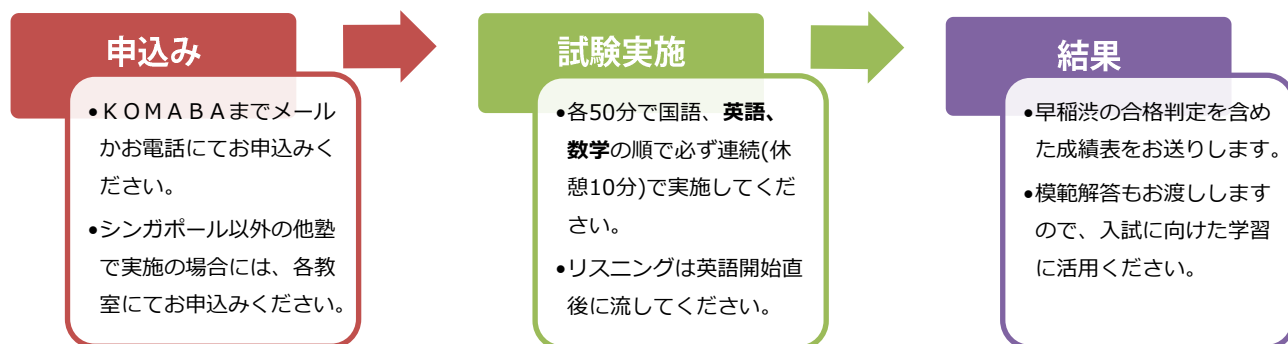 申込み
•ＫＯＭＡＢＡまでメール
かお電話にてお申込みく
ださい。
•シンガポール以外の他塾
で実施の場合には、各教
室にてお申込みください。
試験実施
•各50分で国語、英語、
数学の順で必ず連続(休
憩10分)で実施してくだ
さい。
•リスニングは英語開始直
後に流してください。
結果
•早稲渋の合格判定を含め
た成績表をお送りします。
•模範解答もお渡しします
ので、入試に向けた学習
に活用ください。